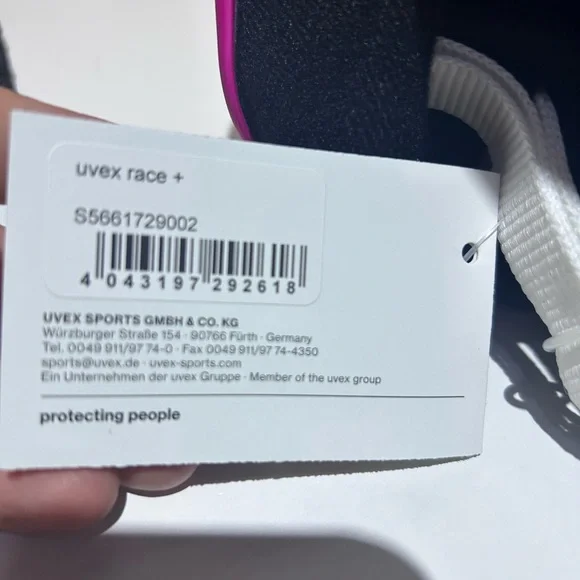 uvex race +
S5661729002
4 043197 292618
UVEX SPORTS GMBH & CO. KG
Würzburger Straße 154 · 90766 Fürth · Germany
Tel. 0049 911/97 74-0 · Fax 0049 911/97 74-4350
sports@uvex.de · uvex-sports.com
Ein Unternehmen der uvex Gruppe · Member of the uvex group
protecting people